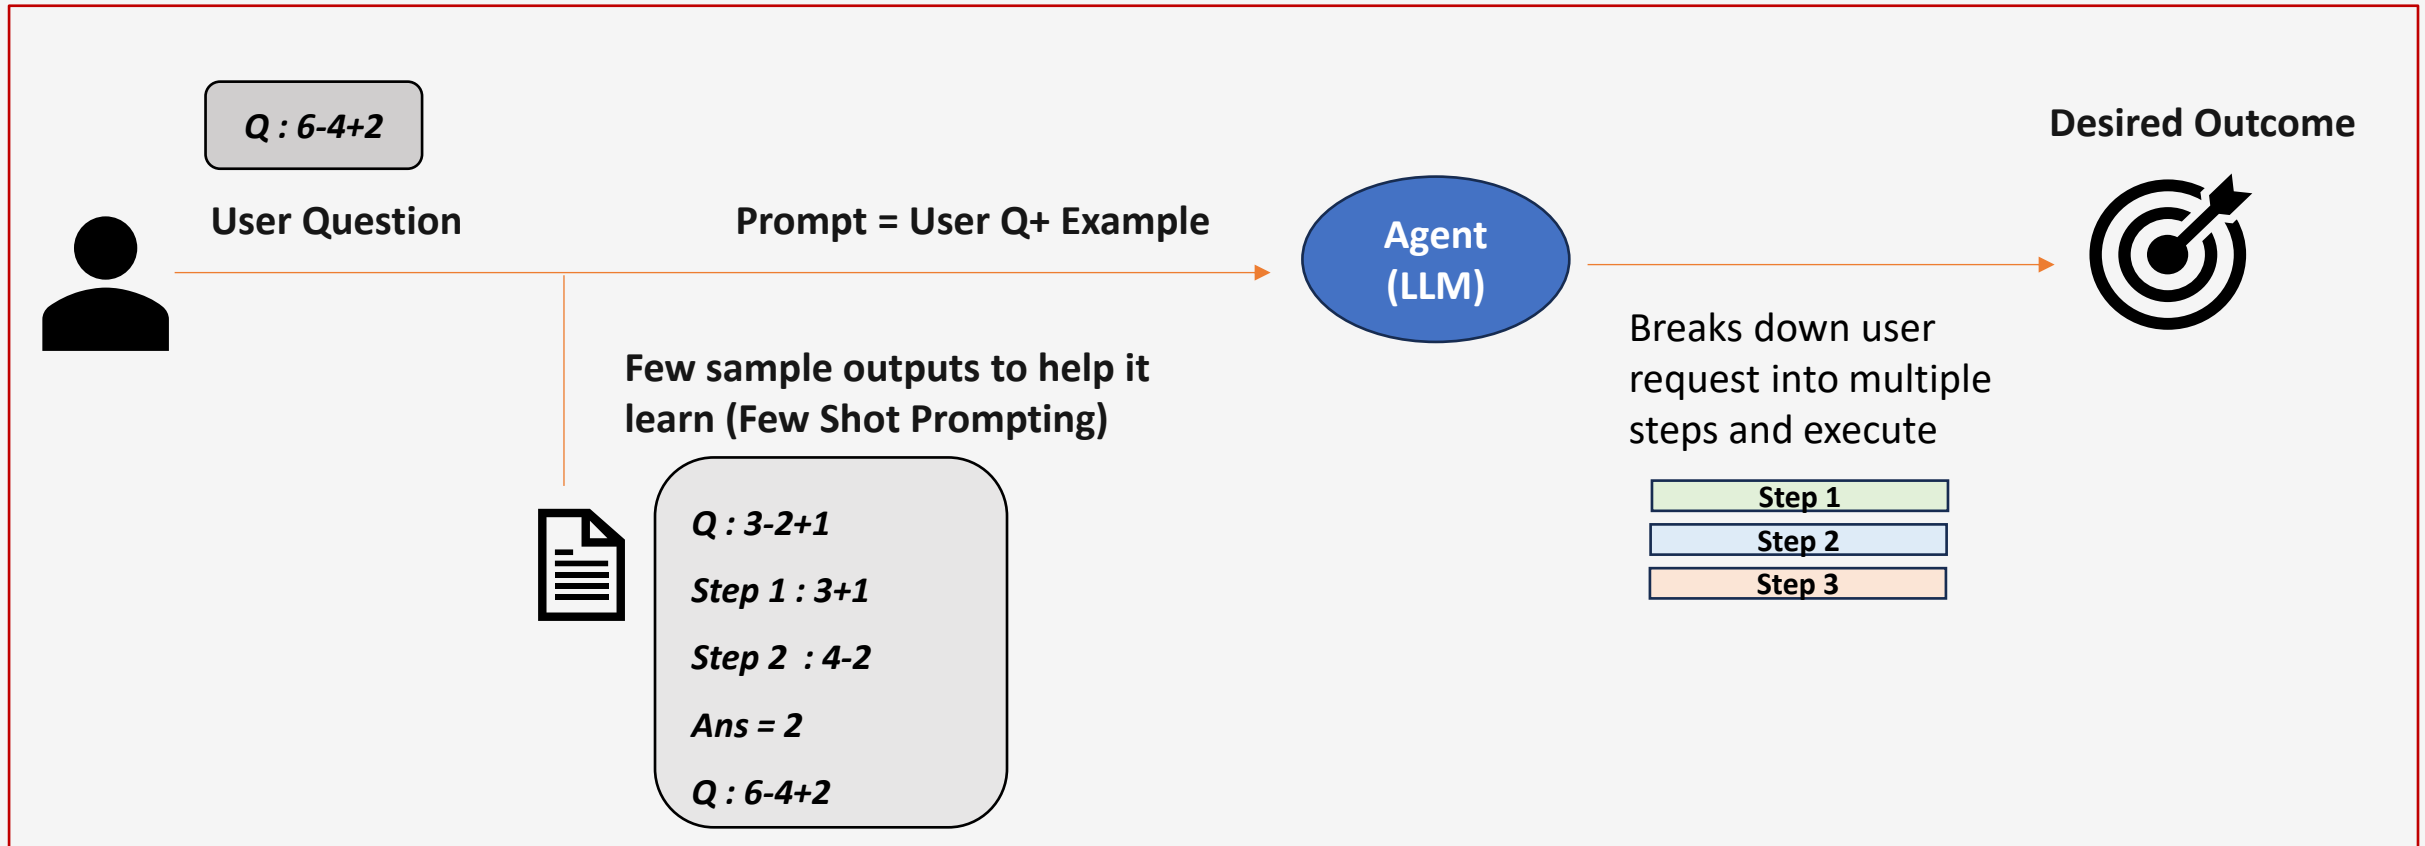 Q : 6-4+2
User Question
Prompt = User Q+ Example
Agent
(LLM)
Desired Outcome
Few sample outputs to help it
learn (Few Shot Prompting)
Q : 3-2+1
Step 1 : 3+1
Step 2  : 4-2
Ans = 2
Q : 6-4+2
Breaks down user
request into multiple
steps and execute
Step 1
Step 2
Step 3